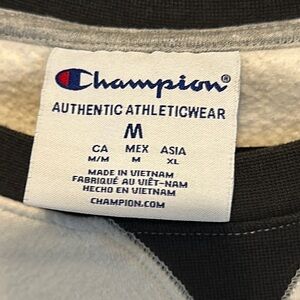 Champion®
AUTHENTIC ATHLETICWEAR
M
CA MEX ASIA
M/M M XL
MADE IN VIETNAM
FABRIQUÉ AU VIÊT-NAM
HECHO EN VIETNAM
CHAMPION.COM